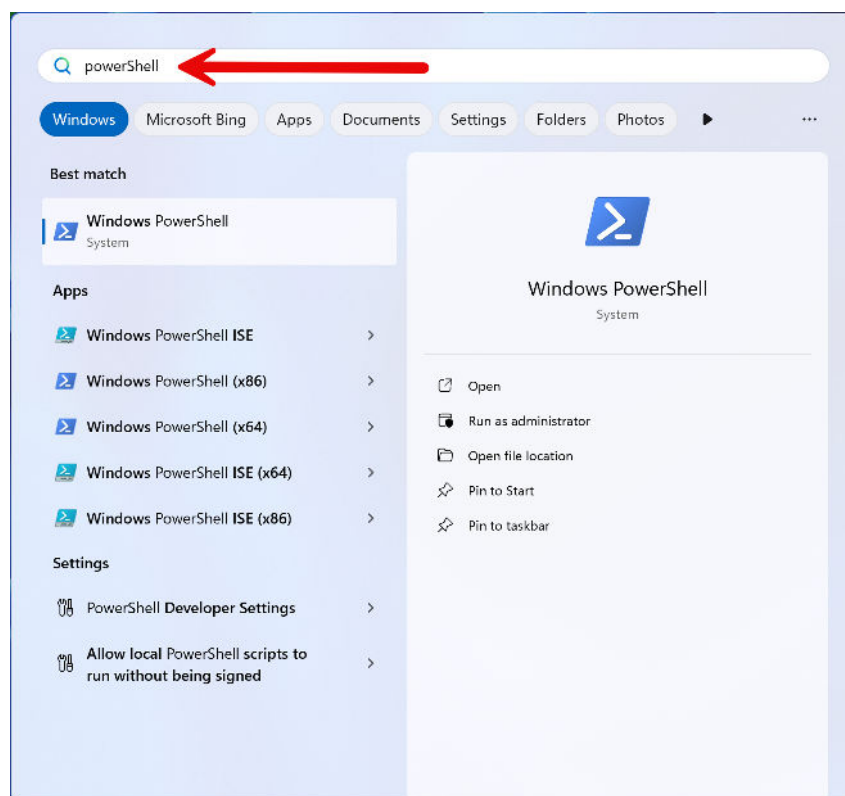 powerShell
Windows
Microsoft Bing
Apps
Documents
Settings
Folders
Photos
...
Best match
Windows PowerShell
System
Apps
Windows PowerShell ISE
Windows PowerShell (x86)
Windows PowerShell (x64)
Windows PowerShell ISE (x64)
Windows PowerShell ISE (x86)
Settings
PowerShell Developer Settings
Allow local PowerShell scripts to
run without being signed
Windows PowerShell
System
Open
Run as administrator
Open file location
Pin to Start
Pin to taskbar